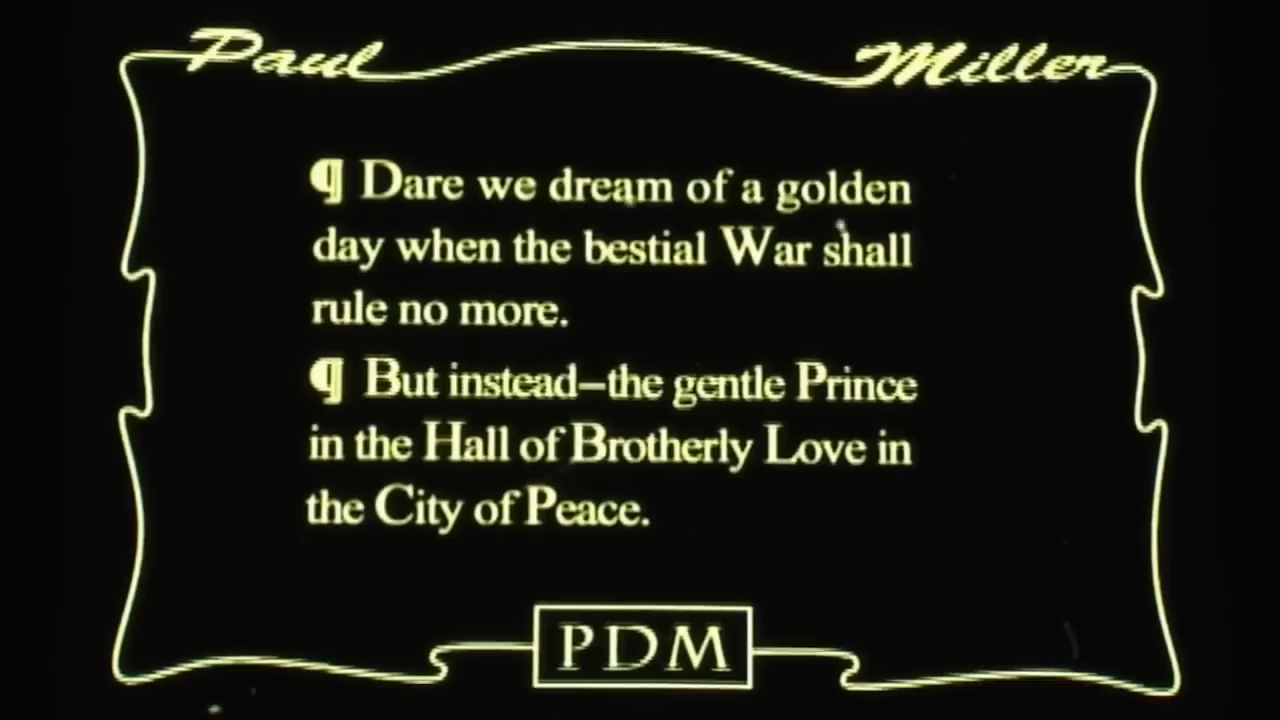 Paul Miller
¶ Dare we dream of a golden
day when the bestial War shall
rule no more.
¶ But instead—the gentle Prince
in the Hall of Brotherly Love in
the City of Peace.
PDM